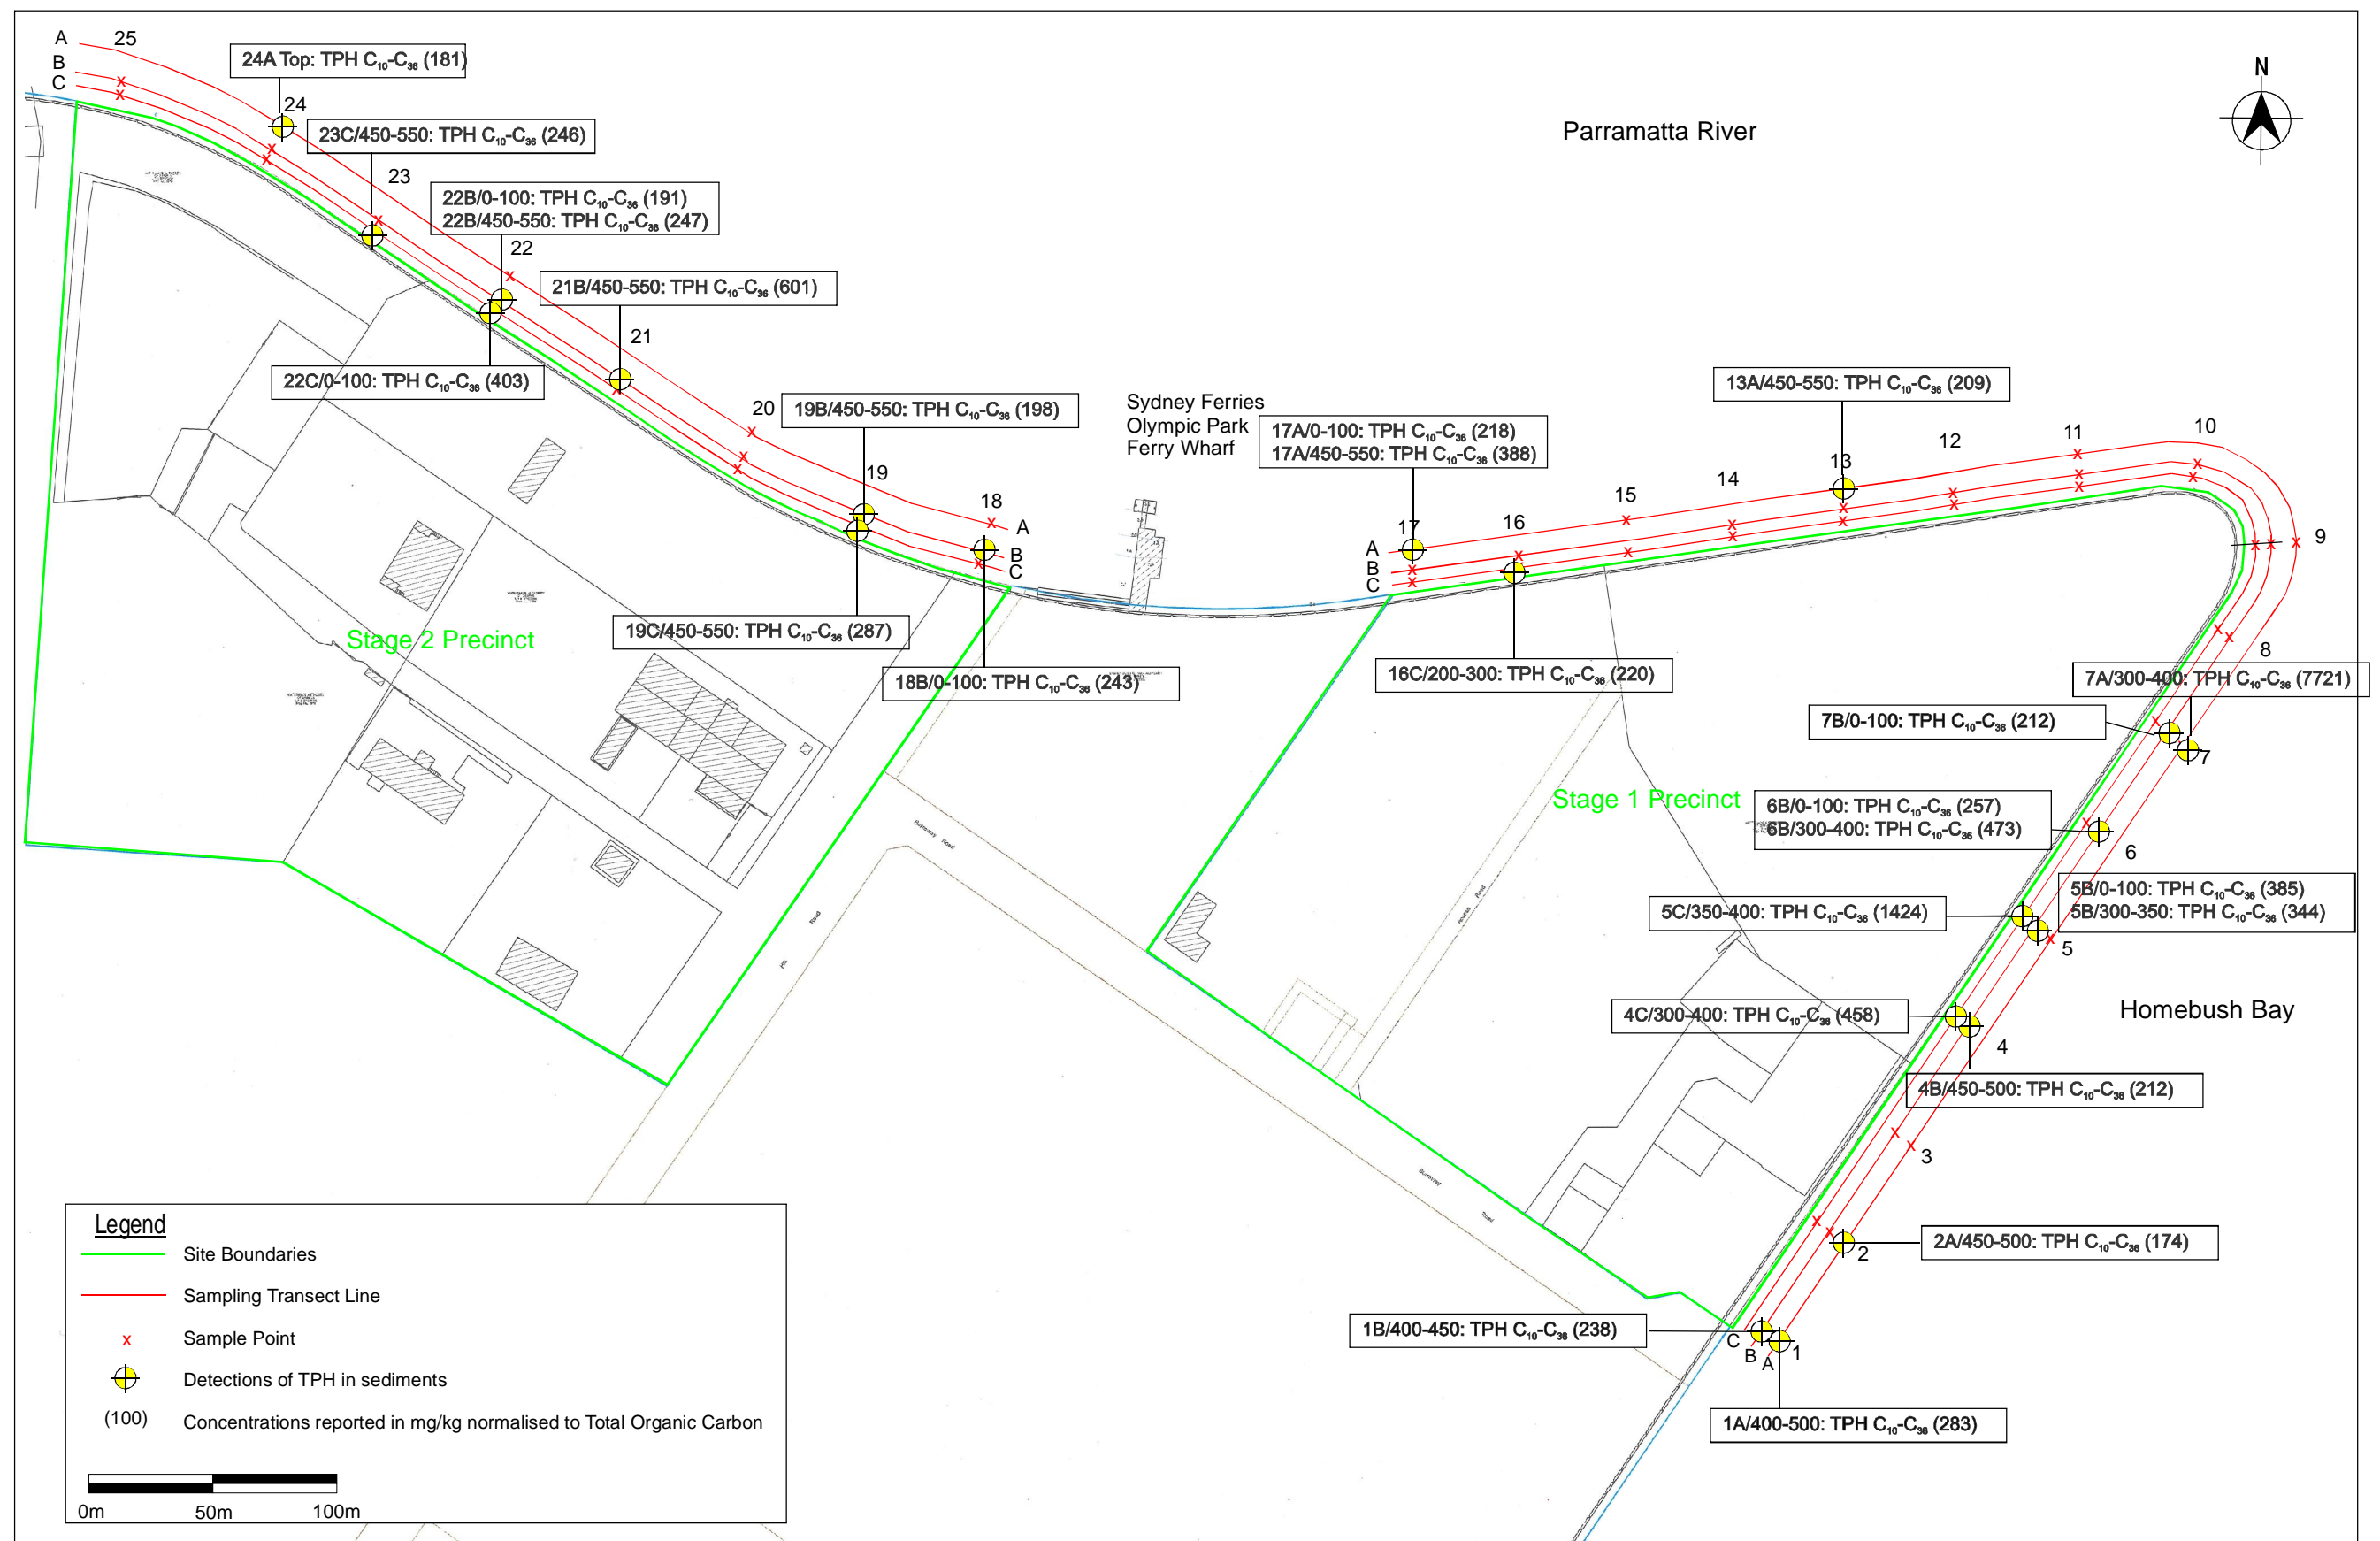 A
25
B
C
24A Top: TPH C10-C36 (181)
24
23C/450-550: TPH C10-C36 (246)
23
22B/0-100: TPH C10-C36 (191)
22B/450-550: TPH C10-C36 (247)
22
21B/450-550: TPH C10-C36 (601)
21
22C/0-100: TPH C10-C36 (403)
20
19B/450-550: TPH C10-C36 (198)
19
18
A
B
C
19C/450-550: TPH C10-C36 (287)
18B/0-100: TPH C10-C36 (243)
Stage 2 Precinct
Parramatta River
N
Sydney Ferries
Olympic Park
Ferry Wharf
17A/0-100: TPH C10-C36 (218)
17A/450-550: TPH C10-C36 (388)
13A/450-550: TPH C10-C36 (209)
17
16
15
14
13
12
11
10
9
A
B
C
16C/200-300: TPH C10-C36 (220)
8
7A/300-400: TPH C10-C36 (7721)
7B/0-100: TPH C10-C36 (212)
7
Stage 1 Precinct
6B/0-100: TPH C10-C36 (257)
6B/300-400: TPH C10-C36 (473)
6
5B/0-100: TPH C10-C36 (385)
5B/300-350: TPH C10-C36 (344)
5C/350-400: TPH C10-C36 (1424)
5
Homebush Bay
4C/300-400: TPH C10-C36 (458)
4
4B/450-500: TPH C10-C36 (212)
3
2A/450-500: TPH C10-C36 (174)
2
1B/400-450: TPH C10-C36 (238)
C
B
A
1
1A/400-500: TPH C10-C36 (283)
Burnaway Road
Hill Road
Burnaway Road
Legend
Site Boundaries
Sampling Transect Line
x Sample Point
Detections of TPH in sediments
(100) Concentrations reported in mg/kg normalised to Total Organic Carbon
0m 50m 100m